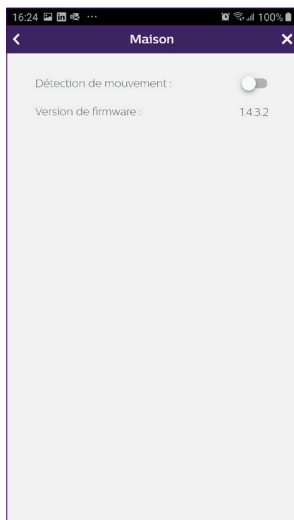 16:24 ... 100%
Maison
Détection de mouvement :
Version de firmware : 1.4.3.2